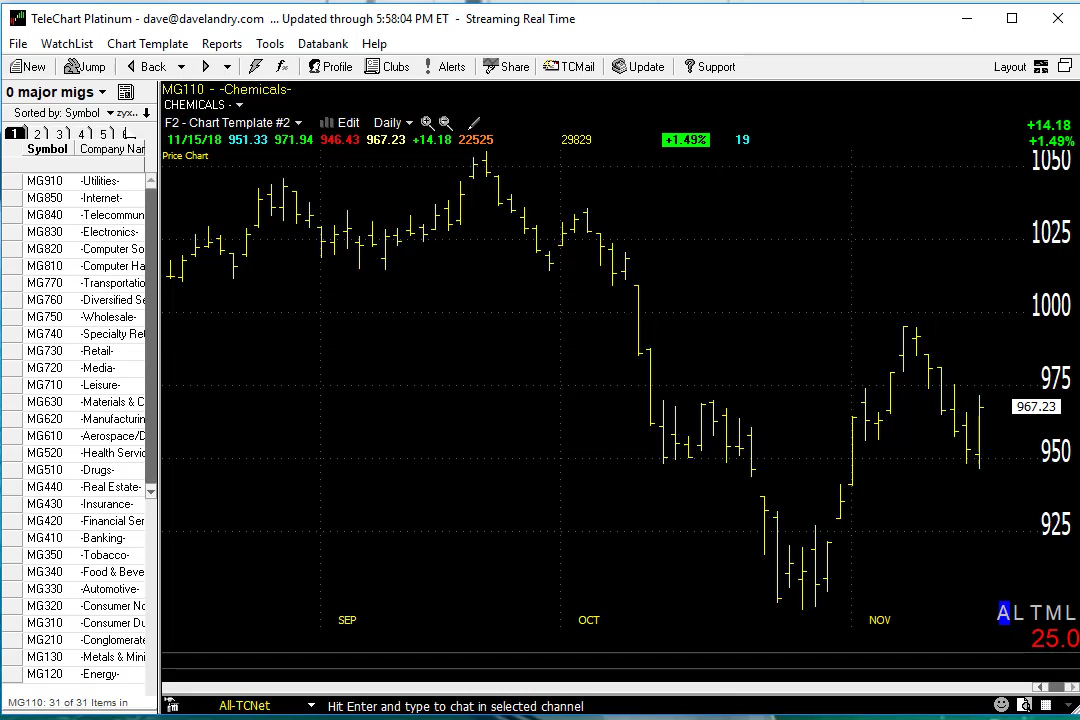 TeleChart Platinum - dave@davelandry.com ... Updated through 5:58:04 PM ET - Streaming Real Time
File WatchList Chart Template Reports Tools Databank Help
New Jump Back Profile Clubs Alerts Share TCMail Update Support Layout
0 major migs
Sorted by: Symbol zyx..
1 2 3 4 5
Symbol Company Nar
MG910 -Utilities-
MG850 -Internet-
MG840 -Telecommun
MG830 -Electronics-
MG820 -Computer So
MG810 -Computer Ha
MG770 -Transportatio
MG760 -Diversified Se
MG750 -Wholesale-
MG740 -Specialty Ret
MG730 -Retail-
MG720 -Media-
MG710 -Leisure-
MG630 -Materials & C
MG620 -Manufacturin
MG610 -Aerospace/D
MG520 -Health Servic
MG510 -Drugs-
MG440 -Real Estate-
MG430 -Insurance-
MG420 -Financial Ser
MG410 -Banking-
MG350 -Tobacco-
MG340 -Food & Beve
MG330 -Automotive-
MG320 -Consumer No
MG310 -Consumer Du
MG210 -Conglomerate
MG130 -Metals & Mini
MG120 -Energy-
MG110: 31 of 31 Items in
MG110 - -Chemicals-
CHEMICALS -
F2 - Chart Template #2 Edit Daily
11/15/18 951.33 971.94 946.43 967.23 +14.18 22525 29829 +1.49% 19
+14.18
+1.49%
Price Chart
1050
1025
1000
975
967.23
950
925
SEP OCT NOV
A L T M L
25.0
All-TCNet Hit Enter and type to chat in selected channel